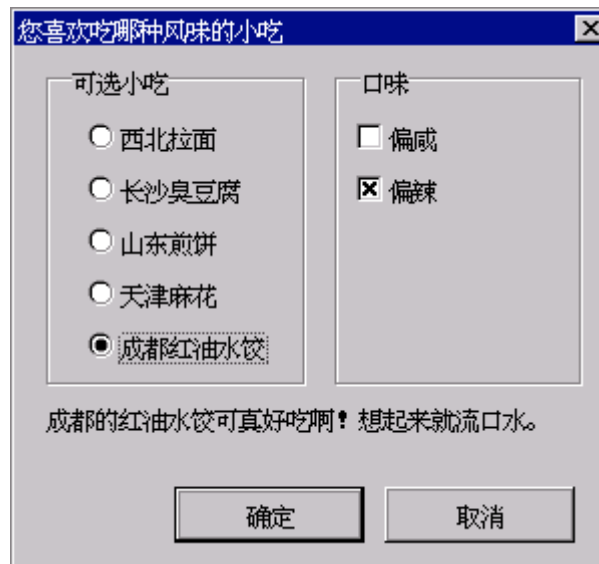 您喜欢吃哪种风味的小吃
可选小吃
西北拉面
长沙臭豆腐
山东煎饼
天津麻花
成都红油水饺
口味
偏咸
偏辣
成都的红油水饺可真好吃啊！想起来就流口水。
确定
取消